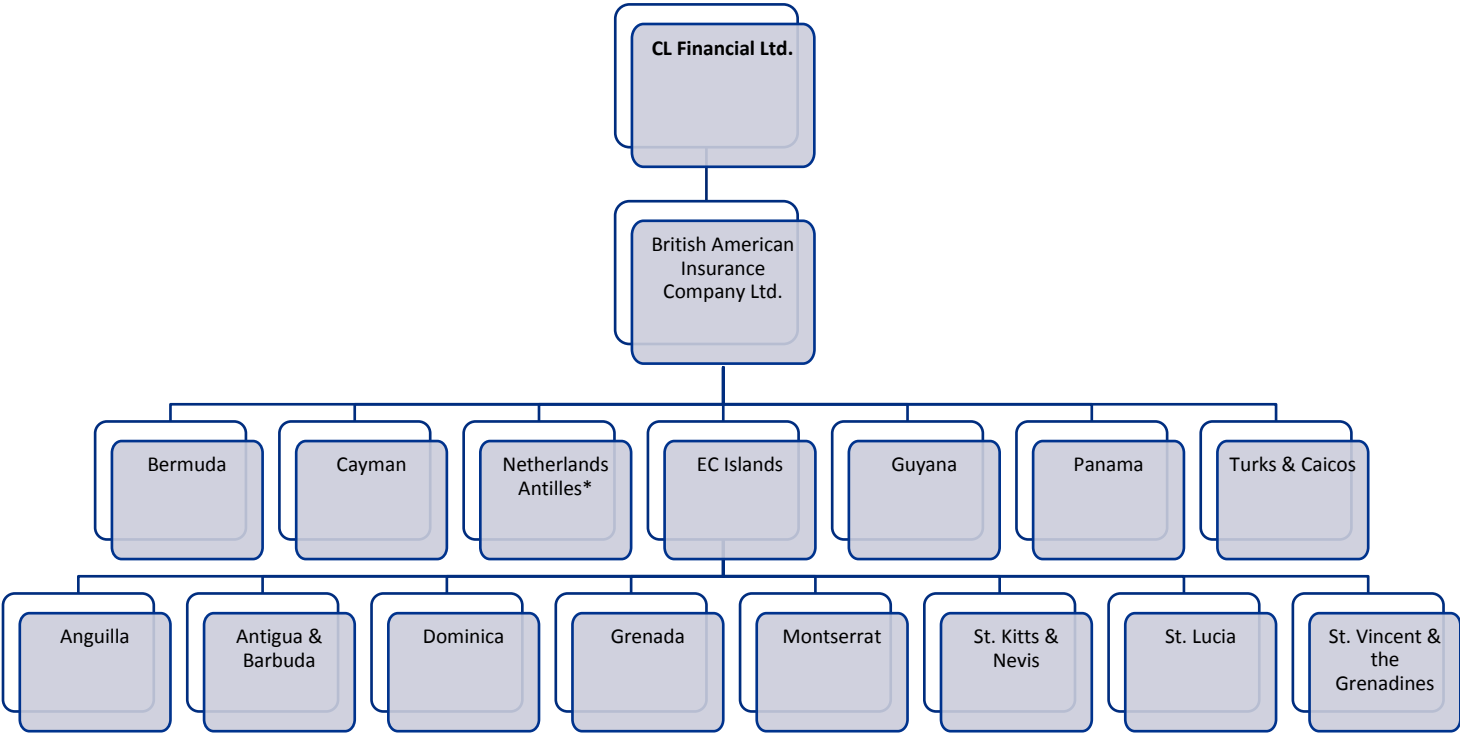 CL Financial Ltd.
British American
Insurance
Company Ltd.
Bermuda
Cayman
Netherlands
Antilles*
EC Islands
Guyana
Panama
Turks & Caicos
Anguilla
Antigua &
Barbuda
Dominica
Grenada
Montserrat
St. Kitts &
Nevis
St. Lucia
St. Vincent &
the
Grenadines